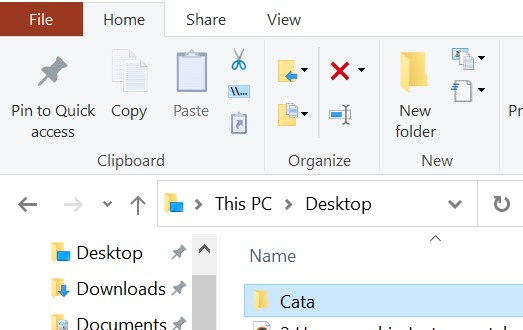 File Home Share View
Pin to Quick access
Copy
Paste
\\...
New folder
Clipboard Organize New
This PC Desktop
Desktop
Name
Downloads
Cata
Documents